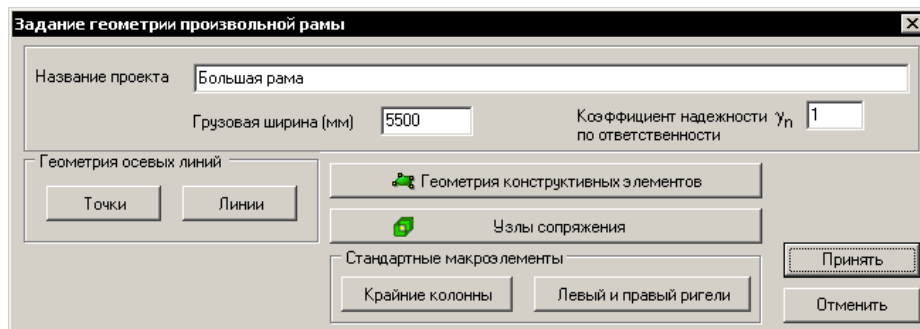 Задание геометрии произвольной рамы
Название проекта Большая рама
Грузовая ширина (мм) 5500 Коэффициент надежности γn 1
по ответственности
Геометрия осевых линий
Точки Линии
Геометрия конструктивных элементов
Узлы сопряжения
Стандартные макроэлементы
Крайние колонны Левый и правый ригели
Принять
Отменить